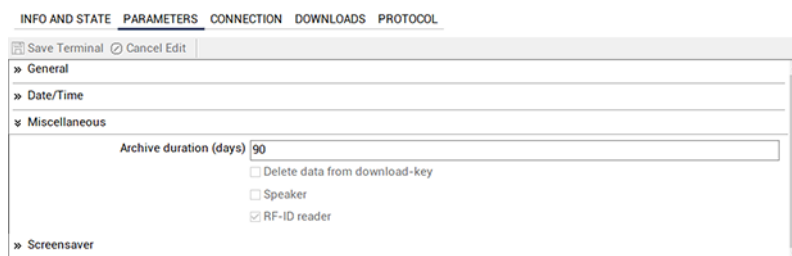 INFO AND STATE PARAMETERS CONNECTION DOWNLOADS PROTOCOL
Save Terminal Cancel Edit
» General
» Date/Time
Miscellaneous
Archive duration (days) 90
Delete data from download-key
Speaker
RF-ID reader
» Screensaver